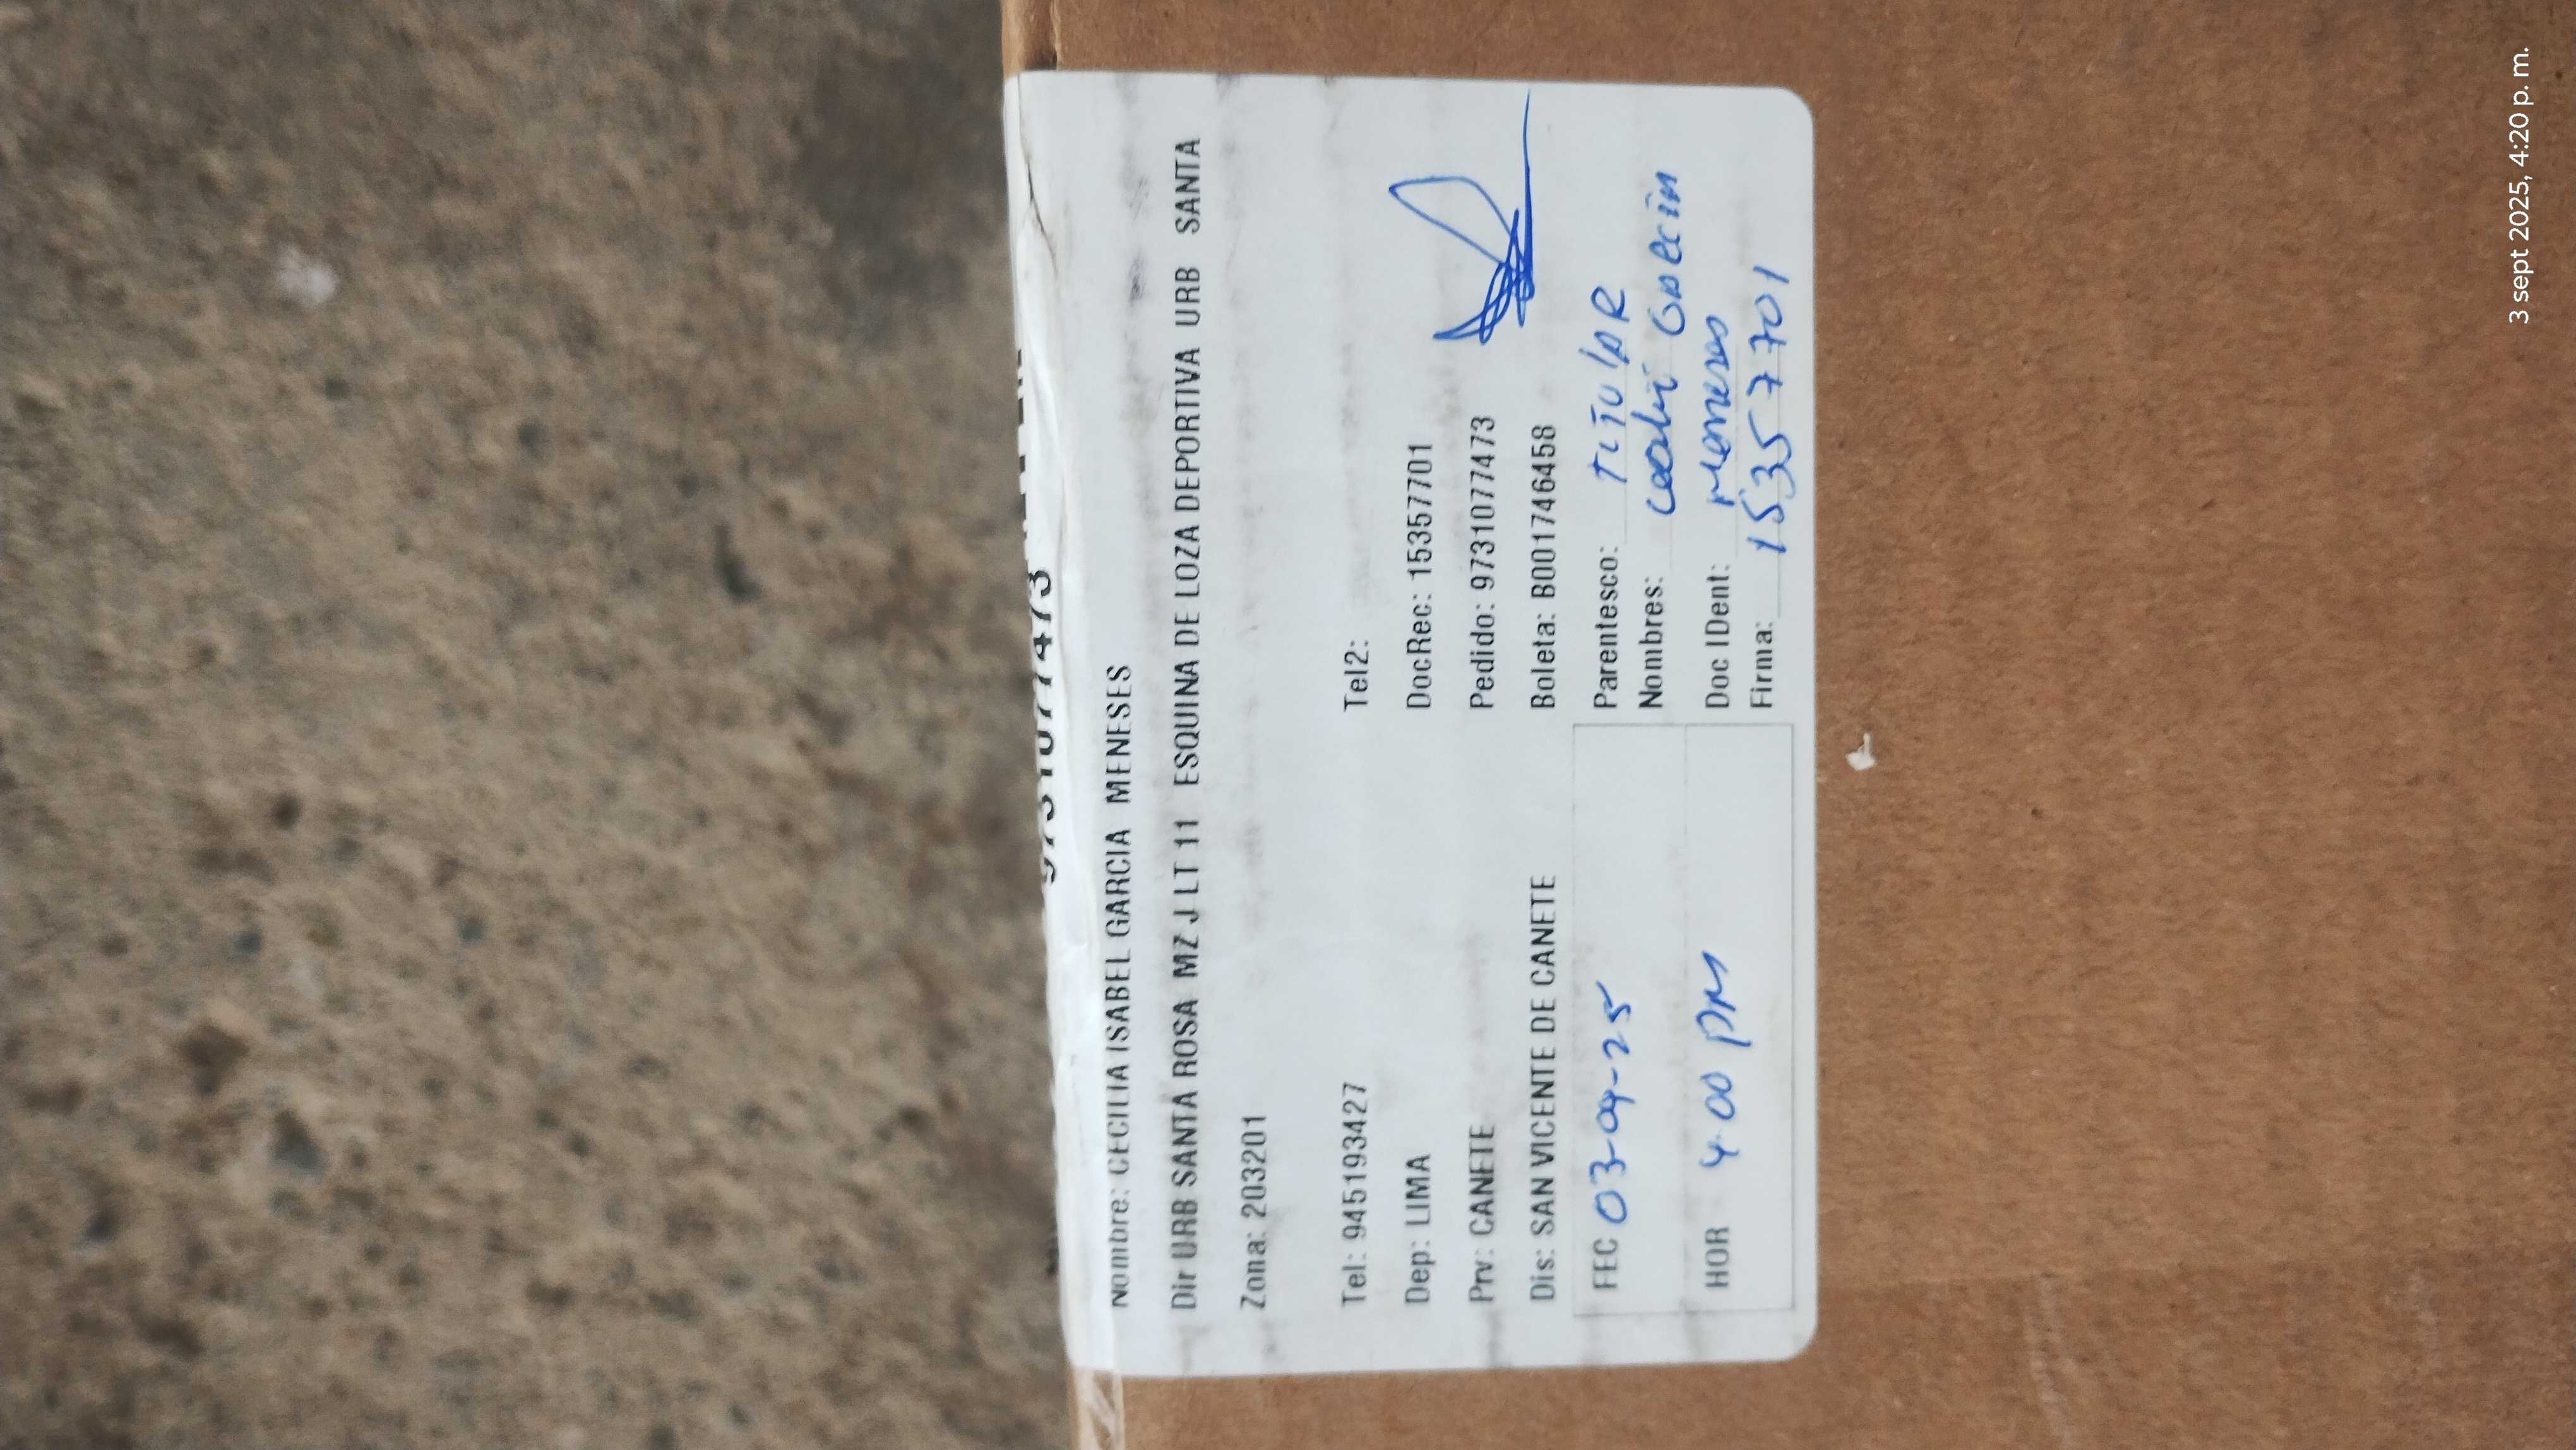 9731077473
Nombre: CECILIA ISABEL GARCIA MENESES
Dir URB SANTA ROSA MZ J LT 11 ESQUINA DE LOZA DEPORTIVA URB SANTA
Zona: 203201
Tel.: 945193427 Tel2:
Dep: LIMA DocRec: 15357701
Prv: CANETE Pedido: 9731077473
Dis: SAN VICENTE DE CANETE Boleta: B001746458
FEC 03-09-25 Parentesco: TITULAR
Nombres: Garcia
HOR 4 00 PM Doc IDent: Meneses
Firma: 15357701
3 sept 2025, 4:20 p. m.